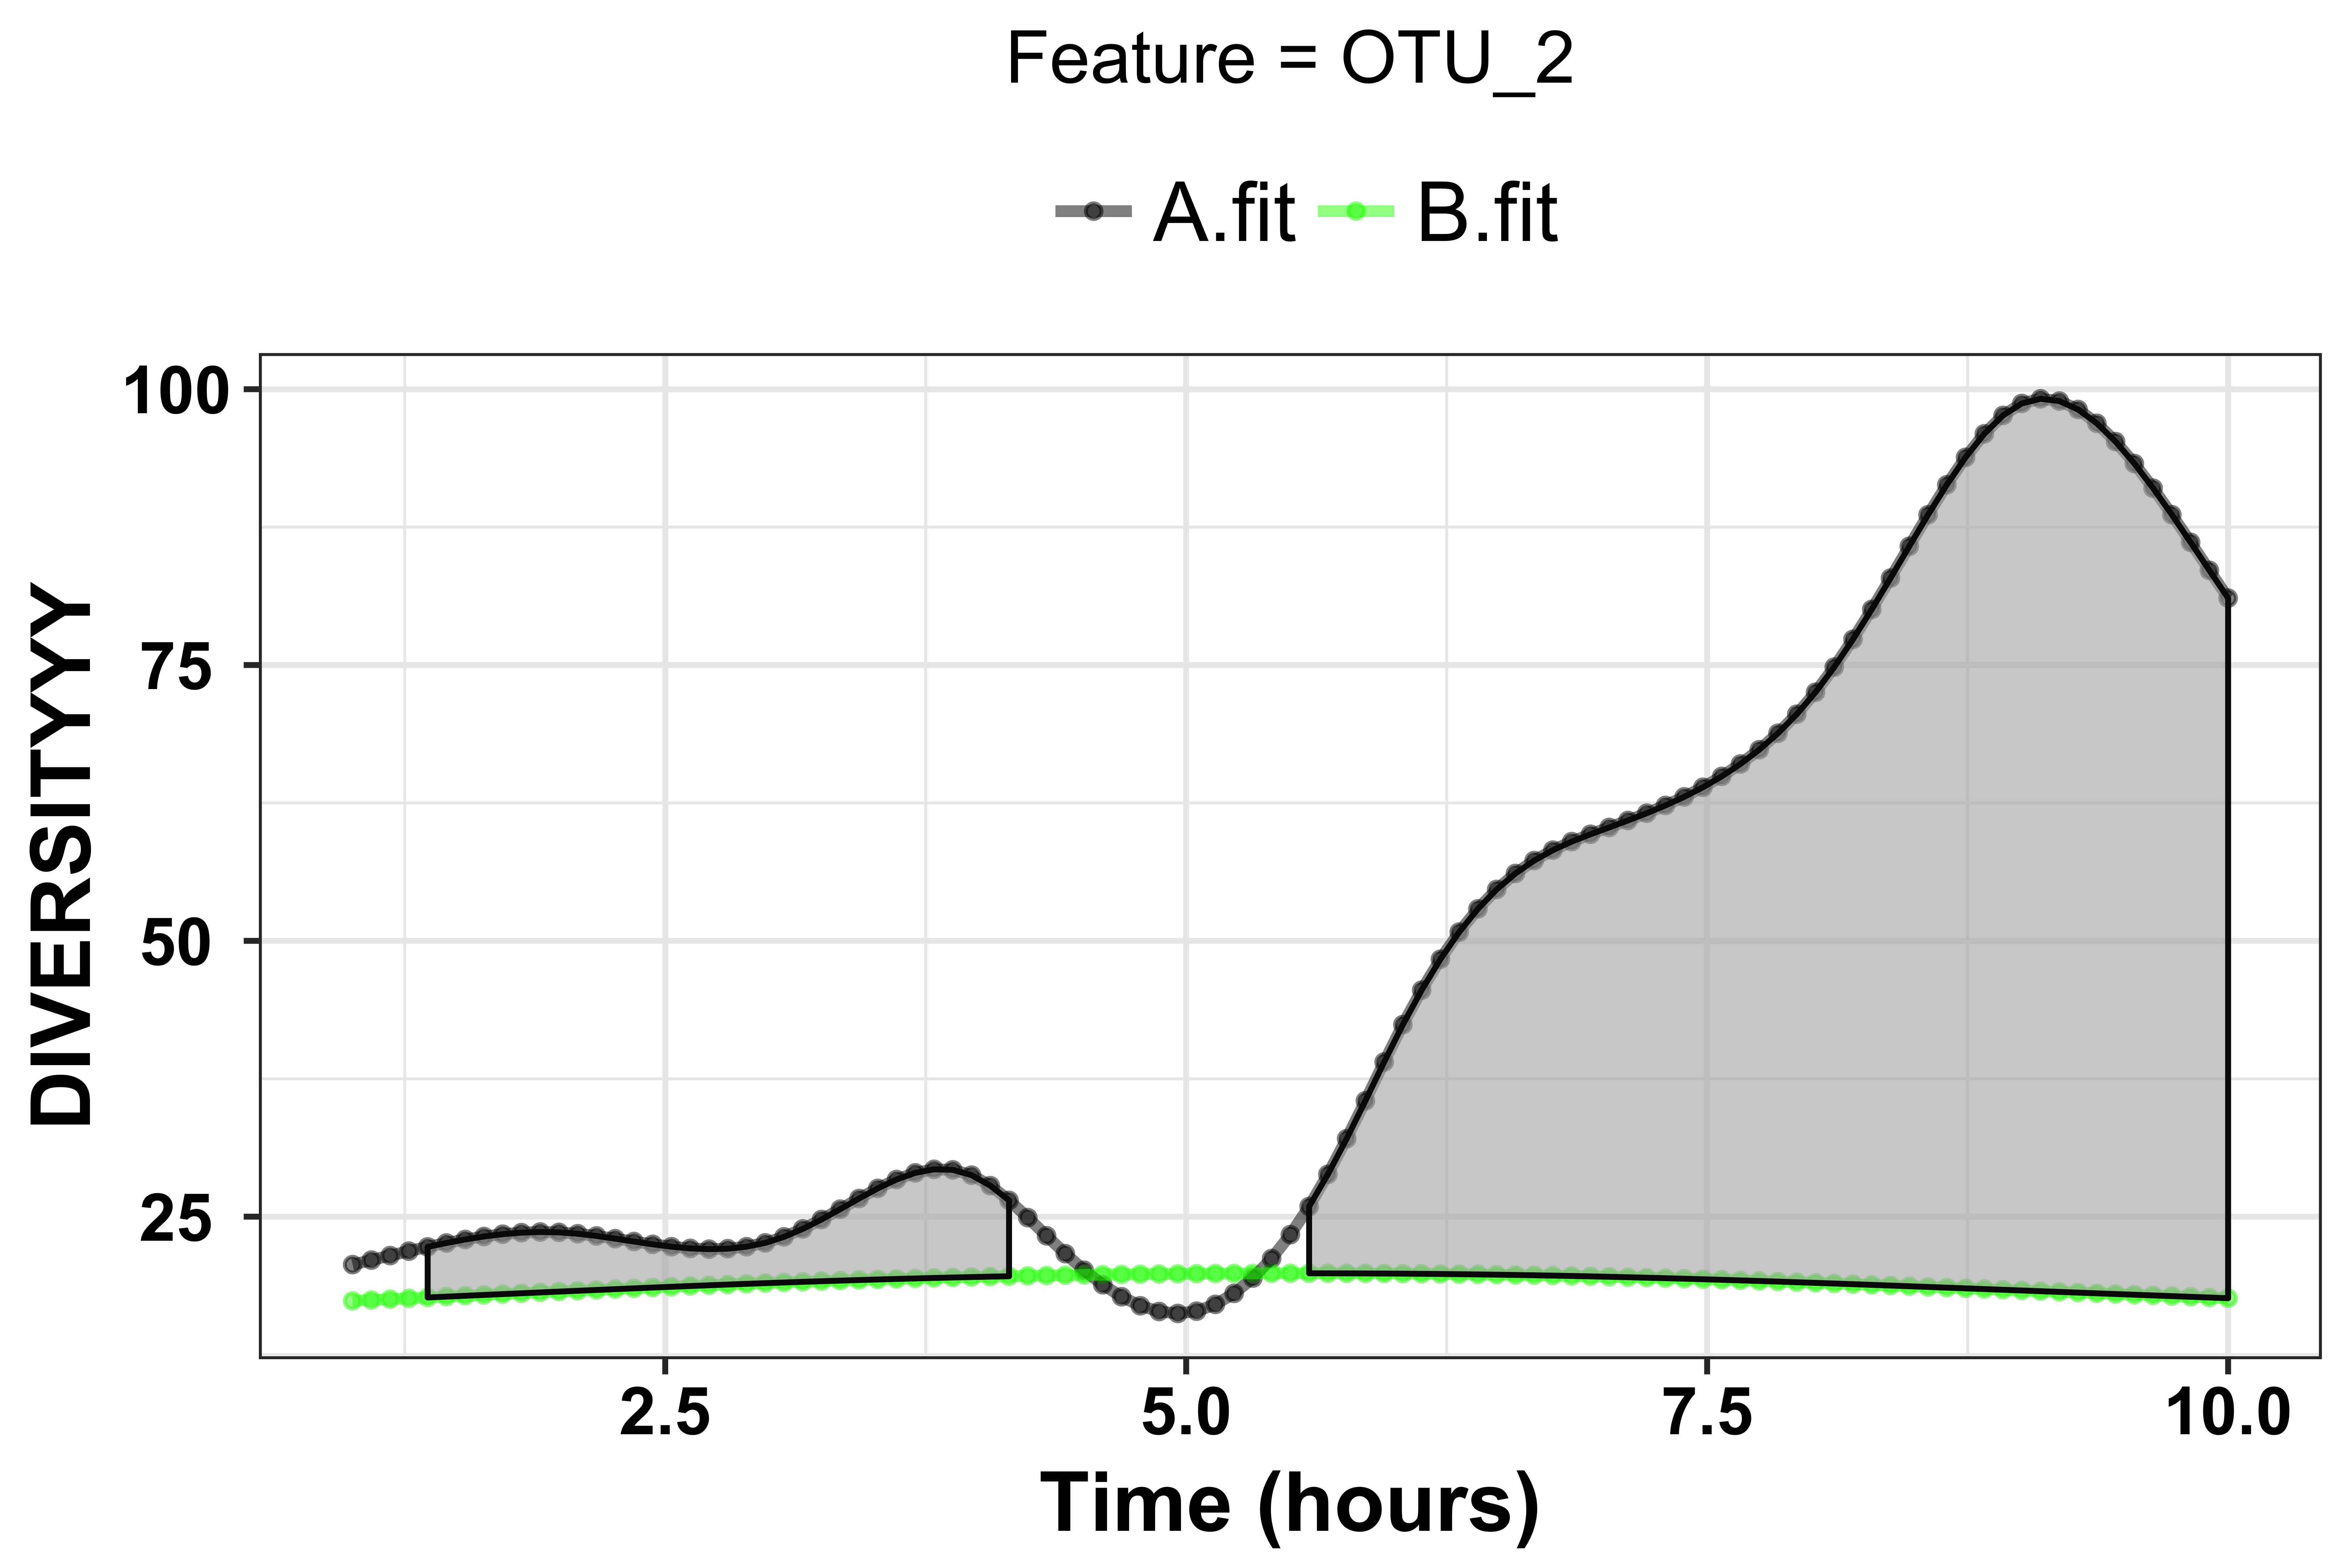 Feature = OTU_2
A.fit B.fit
DIVERSITYYY
100
75
50
25
2.5 5.0 7.5 10.0
Time (hours)